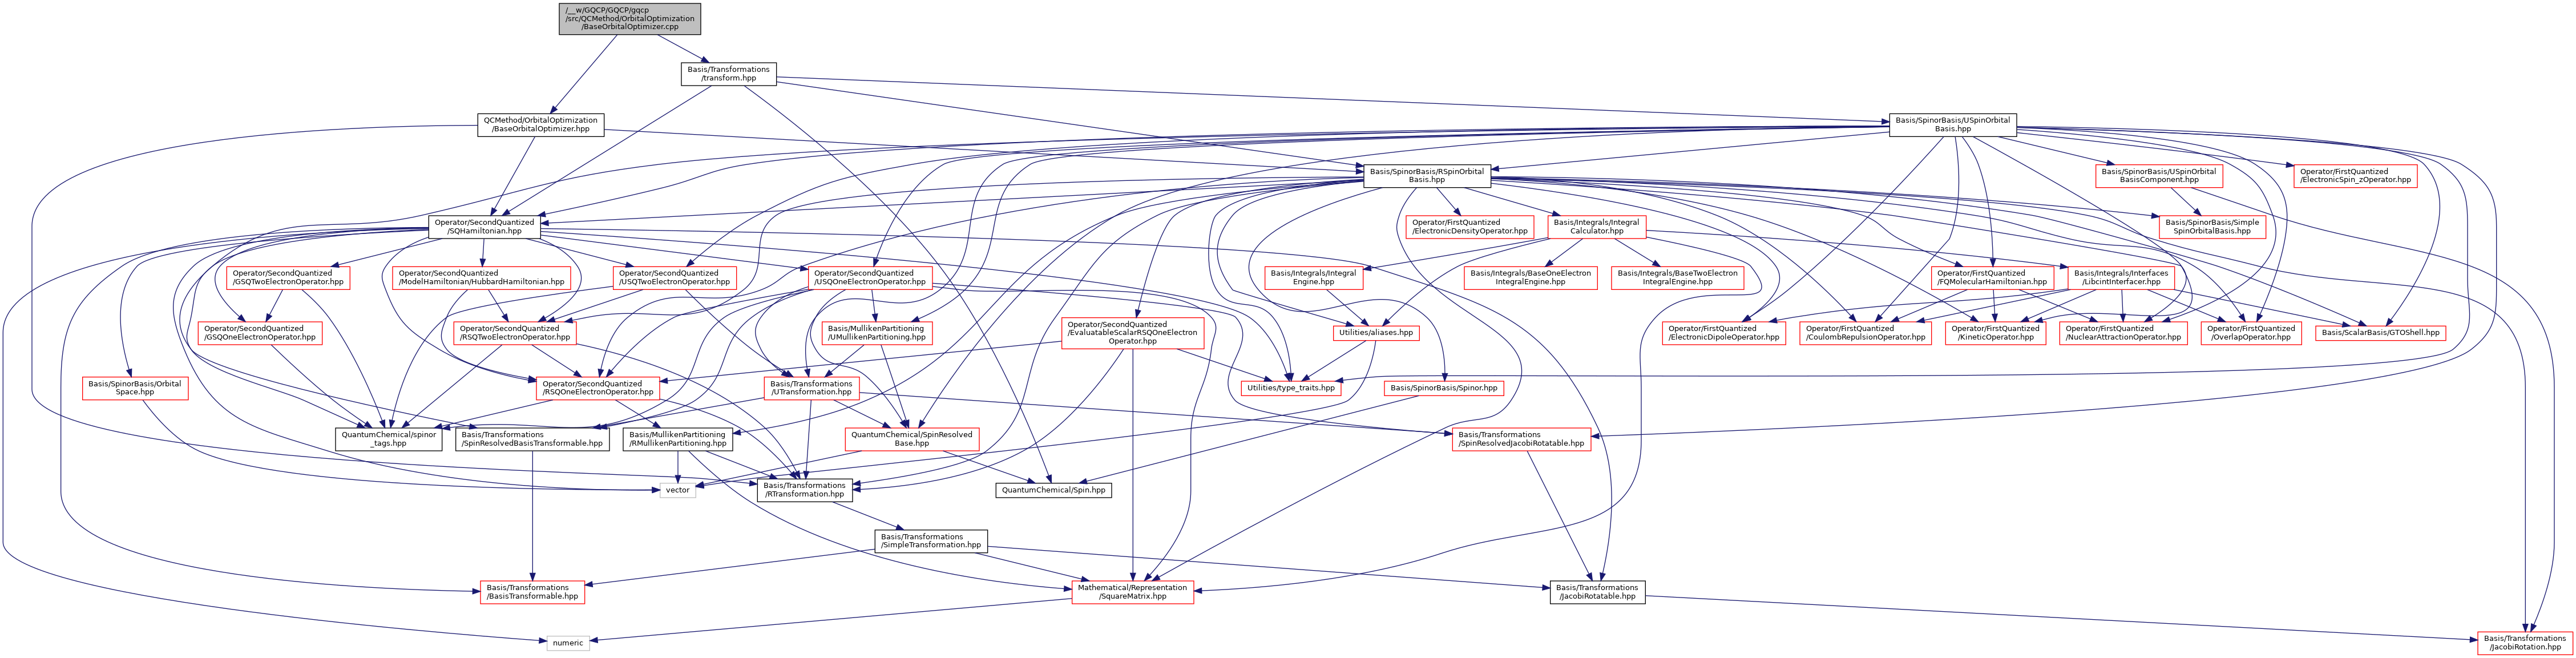 /__w/GQCP/GQCP/gqcp
/src/QCMethod/OrbitalOptimization
/BaseOrbitalOptimizer.cpp
Basis/Transformations
/transform.hpp
QCMethod/OrbitalOptimization
/BaseOrbitalOptimizer.hpp
Basis/SpinorBasis/USpinOrbital
Basis.hpp
Basis/SpinorBasis/RSpinOrbital
Basis.hpp
Basis/SpinorBasis/USpinOrbital
BasisComponent.hpp
Operator/FirstQuantized
/ElectronicSpin_zOperator.hpp
Operator/SecondQuantized
/SQHamiltonian.hpp
Operator/FirstQuantized
/ElectronicDensityOperator.hpp
Basis/Integrals/Integral
Calculator.hpp
Basis/SpinorBasis/Simple
SpinOrbitalBasis.hpp
Operator/SecondQuantized
/GSQTwoElectronOperator.hpp
Operator/SecondQuantized
/ModelHamiltonian/HubbardHamiltonian.hpp
Operator/SecondQuantized
/USQTwoElectronOperator.hpp
Operator/SecondQuantized
/USQOneElectronOperator.hpp
Basis/Integrals/Integral
Engine.hpp
Basis/Integrals/BaseOneElectron
IntegralEngine.hpp
Basis/Integrals/BaseTwoElectron
IntegralEngine.hpp
Operator/FirstQuantized
/FQMolecularHamiltonian.hpp
Basis/Integrals/Interfaces
/LibcintInterfacer.hpp
Operator/SecondQuantized
/GSQOneElectronOperator.hpp
Operator/SecondQuantized
/RSQTwoElectronOperator.hpp
Basis/MullikenPartitioning
/UMullikenPartitioning.hpp
Operator/SecondQuantized
/EvaluatableScalarRSQOneElectron
Operator.hpp
Utilities/aliases.hpp
Operator/FirstQuantized
/ElectronicDipoleOperator.hpp
Operator/FirstQuantized
/CoulombRepulsionOperator.hpp
Operator/FirstQuantized
/KineticOperator.hpp
Operator/FirstQuantized
/NuclearAttractionOperator.hpp
Operator/FirstQuantized
/OverlapOperator.hpp
Basis/ScalarBasis/GTOShell.hpp
Basis/SpinorBasis/Orbital
Space.hpp
Operator/SecondQuantized
/RSQOneElectronOperator.hpp
Basis/Transformations
/UTransformation.hpp
Utilities/type_traits.hpp
Basis/SpinorBasis/Spinor.hpp
QuantumChemical/spinor
_tags.hpp
Basis/Transformations
/SpinResolvedBasisTransformable.hpp
Basis/MullikenPartitioning
/RMullikenPartitioning.hpp
QuantumChemical/SpinResolved
Base.hpp
Basis/Transformations
/SpinResolvedJacobiRotatable.hpp
vector
Basis/Transformations
/RTransformation.hpp
QuantumChemical/Spin.hpp
Basis/Transformations
/SimpleTransformation.hpp
Basis/Transformations
/BasisTransformable.hpp
Mathematical/Representation
/SquareMatrix.hpp
Basis/Transformations
/JacobiRotatable.hpp
numeric
Basis/Transformations
/JacobiRotation.hpp